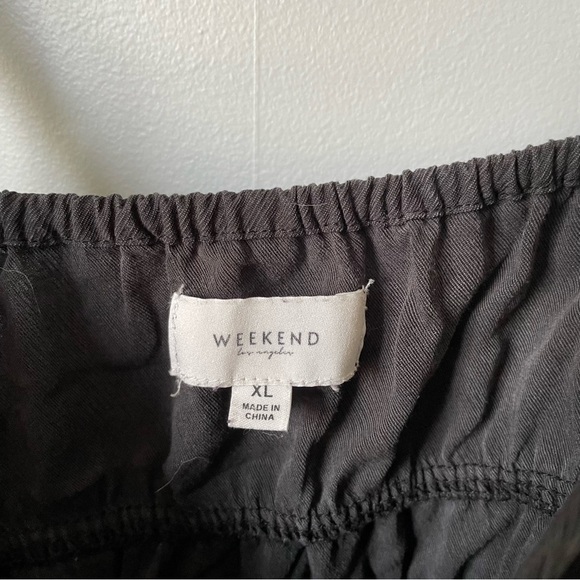 WEEKEND
los angeles
XL
MADE IN
CHINA